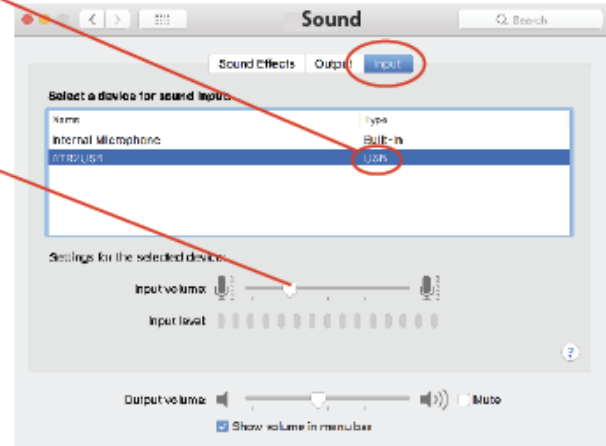 Sound
Search
Sound Effects Output Input
Select a device for sound input:
Name Type
Internal Microphone Built-in
USB
Settings for the selected device:
Input volume:
Input level:
?
Output volume: Mute
Show volume in menu bar